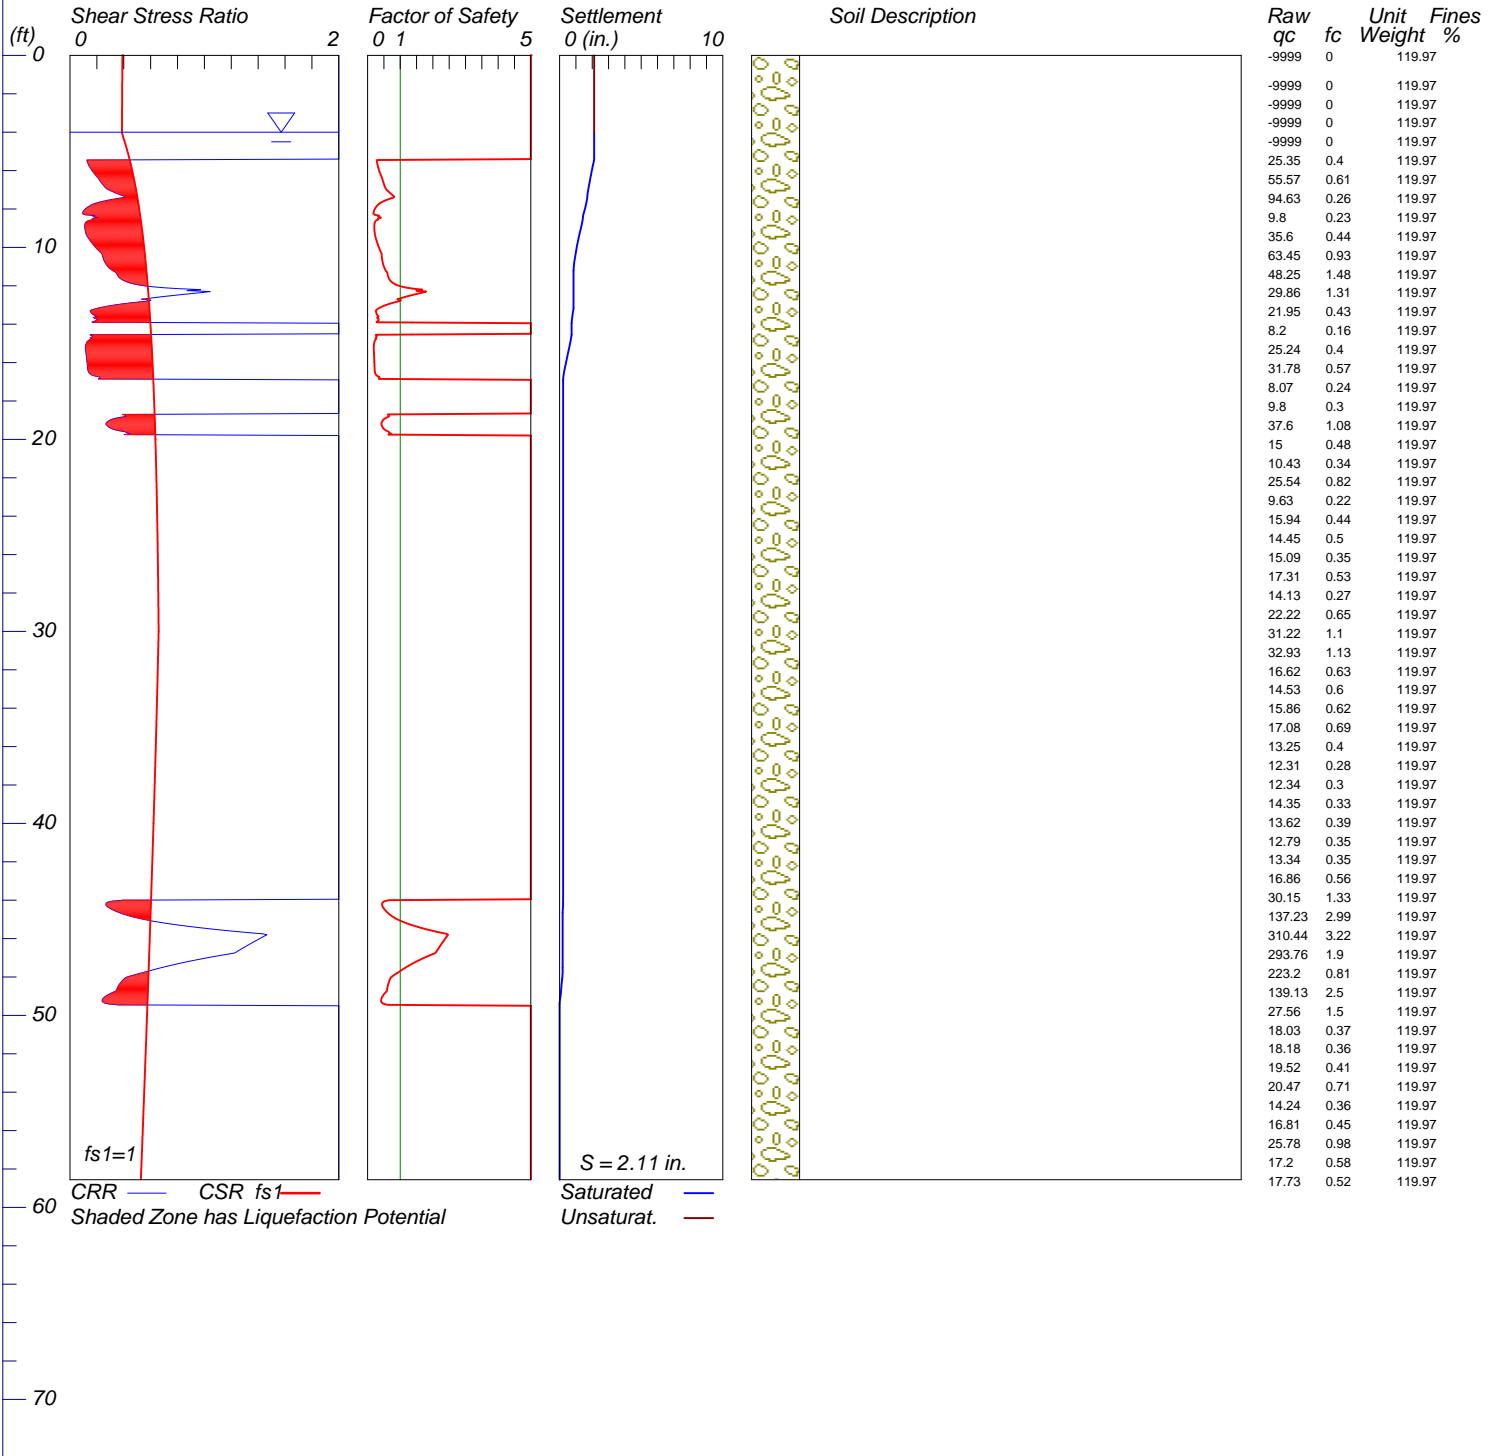 Shear Stress Ratio Factor of Safety Settlement Soil Description Raw Unit Fines
(ft) 0 2 0 1 5 0 (in.) 10 qc fc Weight %
0 -9999 0 119.97
-9999 0 119.97
-9999 0 119.97
-9999 0 119.97
-9999 0 119.97
25.35 0.4 119.97
55.57 0.61 119.97
94.63 0.26 119.97
9.8 0.23 119.97
10 35.6 0.44 119.97
63.45 0.93 119.97
48.25 1.48 119.97
29.86 1.31 119.97
21.95 0.43 119.97
8.2 0.16 119.97
25.24 0.4 119.97
31.78 0.57 119.97
8.07 0.24 119.97
9.8 0.3 119.97
37.6 1.08 119.97
20 15 0.48 119.97
10.43 0.34 119.97
25.54 0.82 119.97
9.63 0.22 119.97
15.94 0.44 119.97
14.45 0.5 119.97
15.09 0.35 119.97
17.31 0.53 119.97
14.13 0.27 119.97
22.22 0.65 119.97
30 31.22 1.1 119.97
32.93 1.13 119.97
16.62 0.63 119.97
14.53 0.6 119.97
15.86 0.62 119.97
17.08 0.69 119.97
13.25 0.4 119.97
12.31 0.28 119.97
12.34 0.3 119.97
14.35 0.33 119.97
40 13.62 0.39 119.97
12.79 0.35 119.97
13.34 0.35 119.97
16.86 0.56 119.97
30.15 1.33 119.97
137.23 2.99 119.97
310.44 3.22 119.97
293.76 1.9 119.97
223.2 0.81 119.97
139.13 2.5 119.97
50 27.56 1.5 119.97
18.03 0.37 119.97
18.18 0.36 119.97
19.52 0.41 119.97
20.47 0.71 119.97
14.24 0.36 119.97
16.81 0.45 119.97
25.78 0.98 119.97
fs1=1 S = 2.11 in. 17.2 0.58 119.97
17.73 0.52 119.97
CRR CSR fs1 Saturated
60
Shaded Zone has Liquefaction Potential Unsaturat.
70